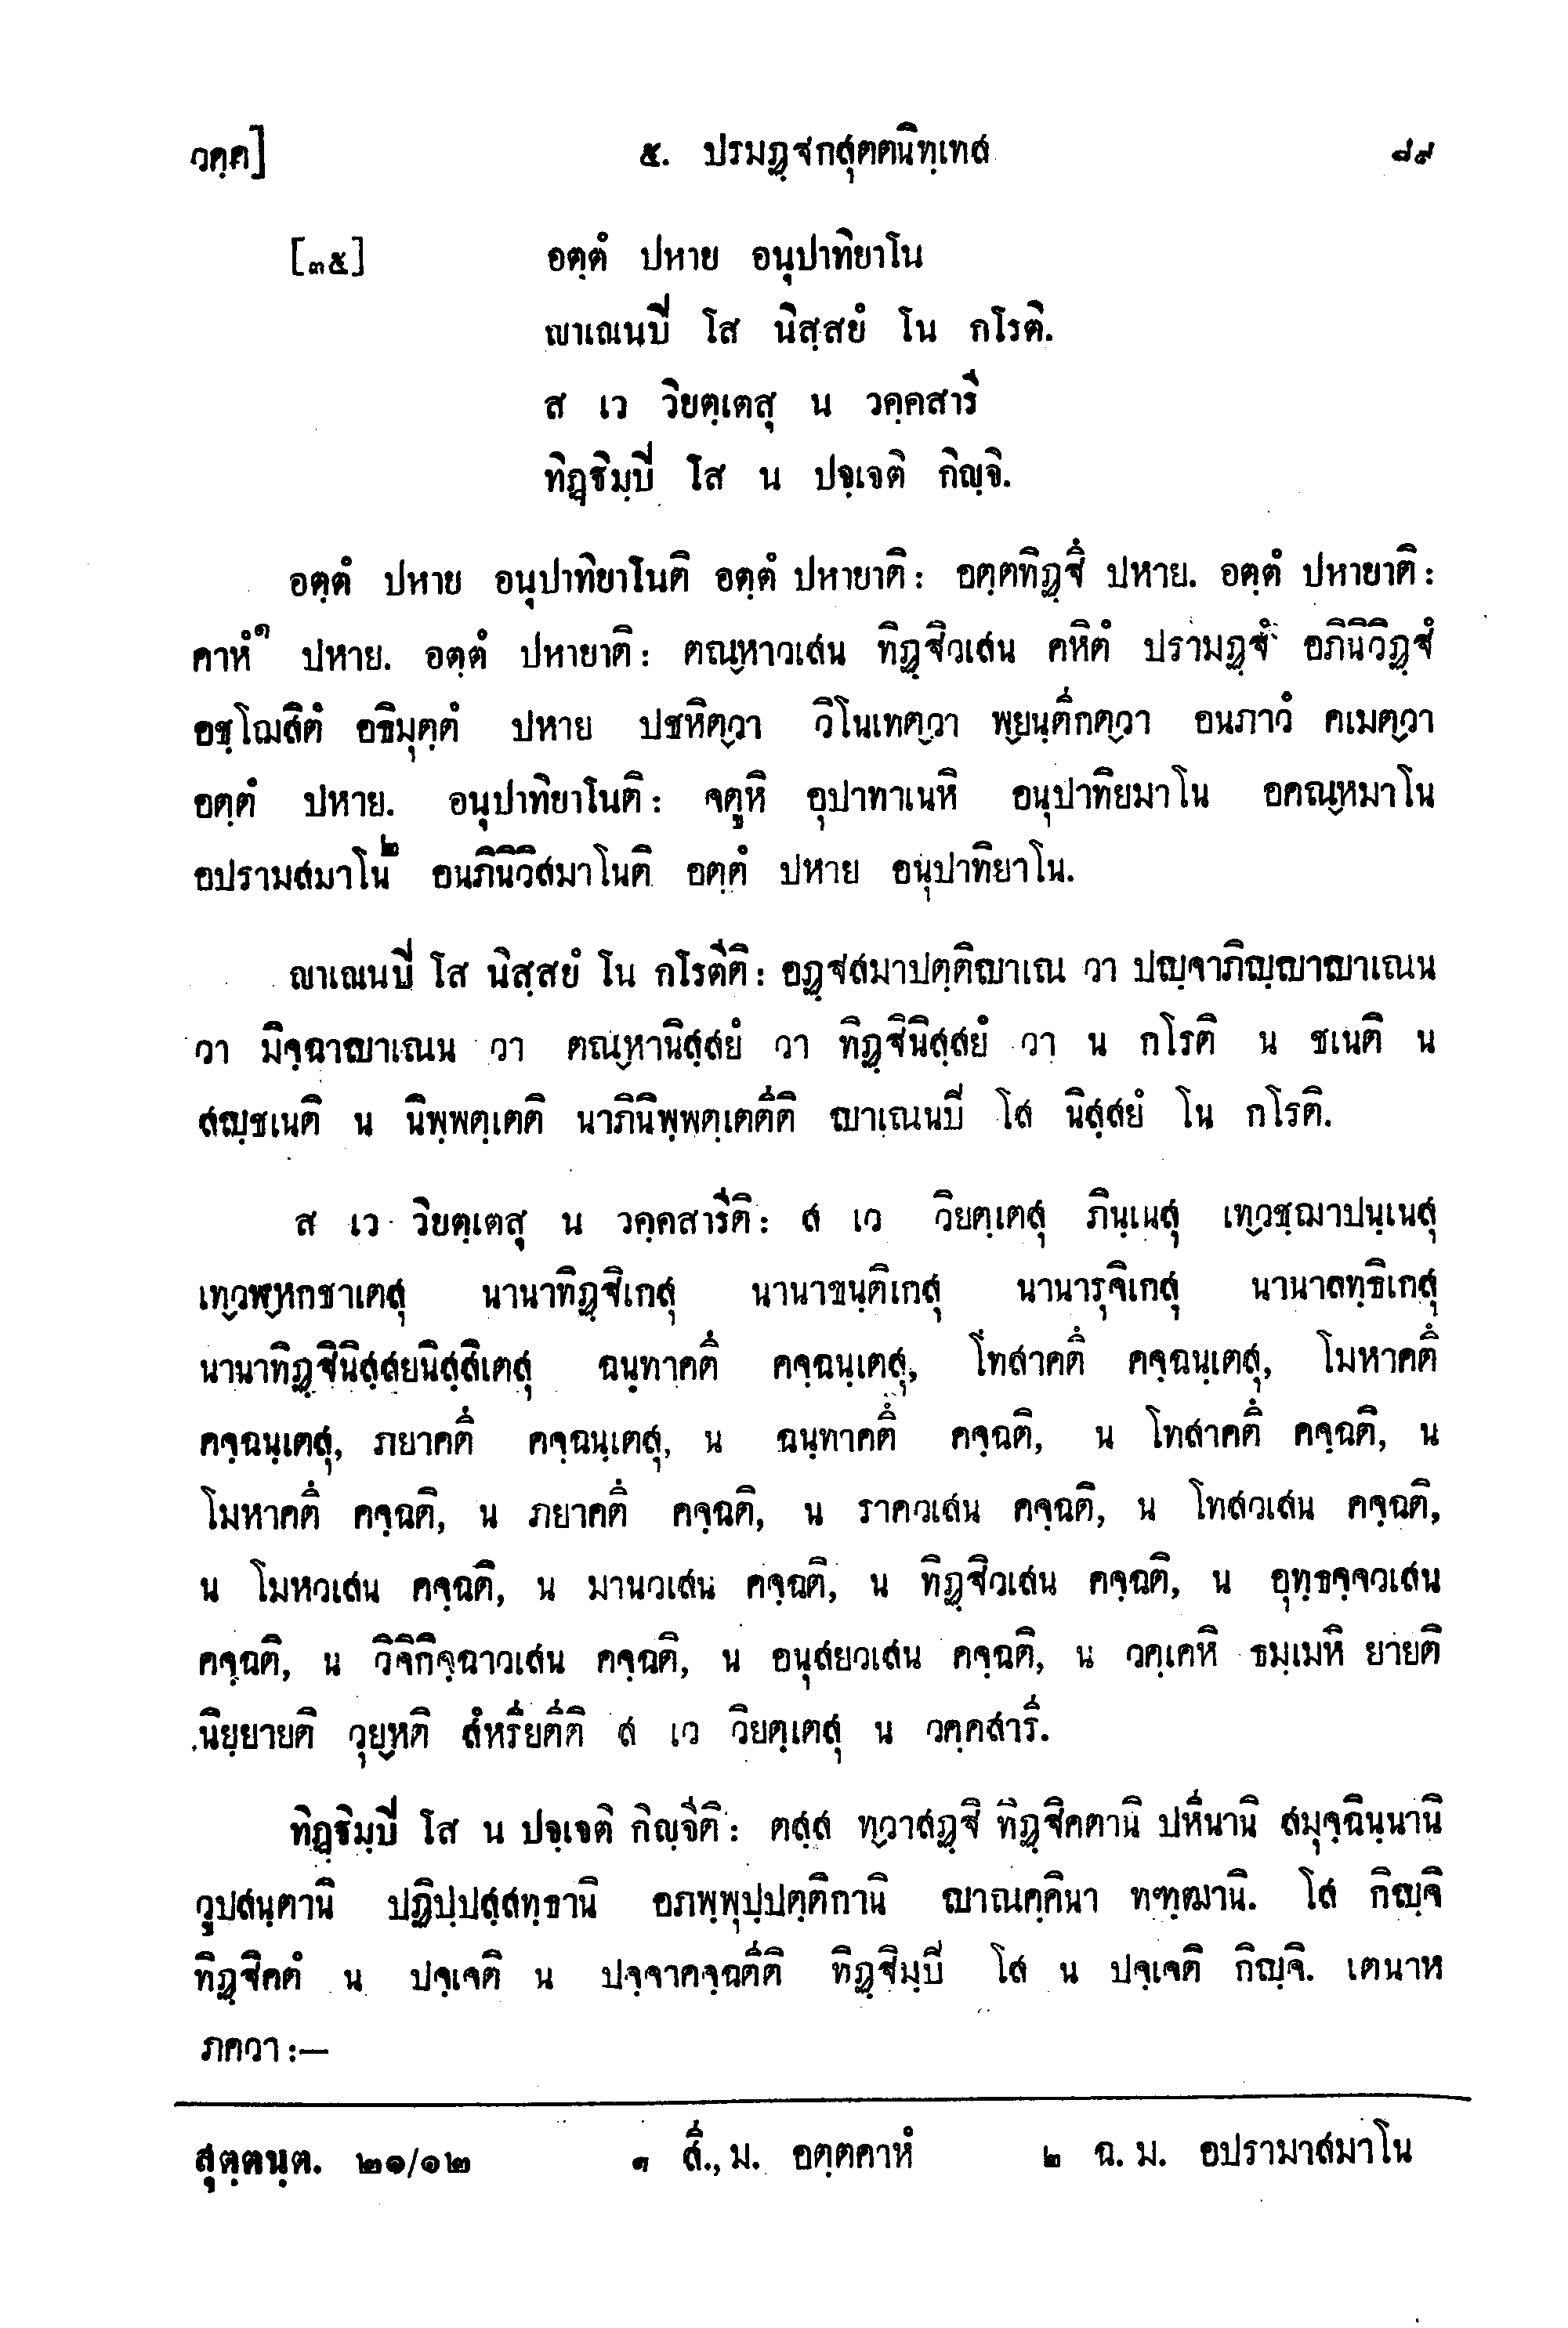 วคฺค]	๕. ปรมฏฺฐกสุตฺตนิทฺเทส	๘๙
[๓๕]	อตฺตํ ปหาย อนุปาทิยาโน
ญาเณนปิ โส นิสฺสยํ โน กโรติ.
ส เว วิยตฺเตสุ น วคฺคสารี
ทิฏฺฐิมฺปิ โส น ปจฺเจติ กิญฺจิ.
อตฺตํ ปหาย อนุปาทิยาโนติ อตฺตํ ปหายาติ: อตฺตทิฏฺฐึ ปหาย. อตฺตํ ปหายาติ:
คาหํ๑ ปหาย. อตฺตํ ปหายาติ: ตณฺหาวเสน ทิฏฺฐิวเสน คหิตํ ปรามฏฺฐํ อภินิวิฏฺฐํ
อชฺโฌสิตํ อธิมุตฺตํ ปหาย ปชหิตฺวา วิโนเทตฺวา พฺยนฺตึกตฺวา อนภาวํ คเมตฺวา
อตฺตํ ปหาย. อนุปาทิยาโนติ: จตูหิ อุปาทาเนหิ อนุปาทิยมาโน อคณฺหมาโน
อปรามสมาโน๒ อนภินิวิสมาโนติ อตฺตํ ปหาย อนุปาทิยาโน.
ญาเณนปิ โส นิสฺสยํ โน กโรตีติ: อฏฺฐสมาปตฺติญาเณ วา ปญฺจาภิญฺญาญาเณน
วา มิจฺฉาญาเณน วา ตณฺหานิสฺสยํ วา ทิฏฺฐินิสฺสยํ วา น กโรติ น ชเนติ น
สญฺชเนติ น นิพฺพตฺเตติ นาภินิพฺพตฺเตตีติ ญาเณนปิ โส นิสฺสยํ โน กโรติ.
ส เว วิยตฺเตสุ น วคฺคสารีติ: ส เว วิยตฺเตสุ ภินฺเนสุ เทฺวชฺฌาปนฺเนสุ
เทฺวฬฺหกชาเตสุ นานาทิฏฺฐิเกสุ นานาขนฺติเกสุ นานารุจิเกสุ นานาลทฺธิเกสุ
นานาทิฏฺฐินิสฺสยนิสฺสิเตสุ ฉนฺทาคตึ คจฺฉนฺเตสุ, โทสาคตึ คจฺฉนฺเตสุ, โมหาคตึ
คจฺฉนฺเตสุ, ภยาคตึ คจฺฉนฺเตสุ, น ฉนฺทาคตึ คจฺฉติ, น โทสาคตึ คจฺฉติ, น
โมหาคตึ คจฺฉติ, น ภยาคตึ คจฺฉติ, น ราควเสน คจฺฉติ, น โทสวเสน คจฺฉติ,
น โมหวเสน คจฺฉติ, น มานวเสน คจฺฉติ, น ทิฏฺฐิวเสน คจฺฉติ, น อุทฺธจฺจวเสน
คจฺฉติ, น วิจิกิจฺฉาวเสน คจฺฉติ, น อนุสยวเสน คจฺฉติ, น วคฺเคหิ ธมฺเมหิ ยายติ
นิยฺยายติ วุยฺหติ สํหรียตีติ ส เว วิยตฺเตสุ น วคฺคสารี.
ทิฏฺฐิมฺปิ โส น ปจฺเจติ กิญฺจีติ: ตสฺส ทฺวาสฏฺฐี ทิฏฺฐิคตานิ ปหีนานิ สมุจฺฉินฺนานิ
วูปสนฺตานิ ปฏิปฺปสฺสทฺธานิ อภพฺพุปฺปตฺติกานิ ญาณคฺคินา ทฑฺฒานิ. โส กิญฺจิ
ทิฏฺฐิคตํ น ปจฺเจติ น ปจฺจาคจฺฉตีติ ทิฏฺฐิมฺปิ โส น ปจฺเจติ กิญฺจิ. เตนาห
ภควา:—
สุตฺตนฺต. ๒๑/๑๒	๑ สี., ม. อตฺตคาหํ	๒ ฉ. ม. อปรามาสมาโน